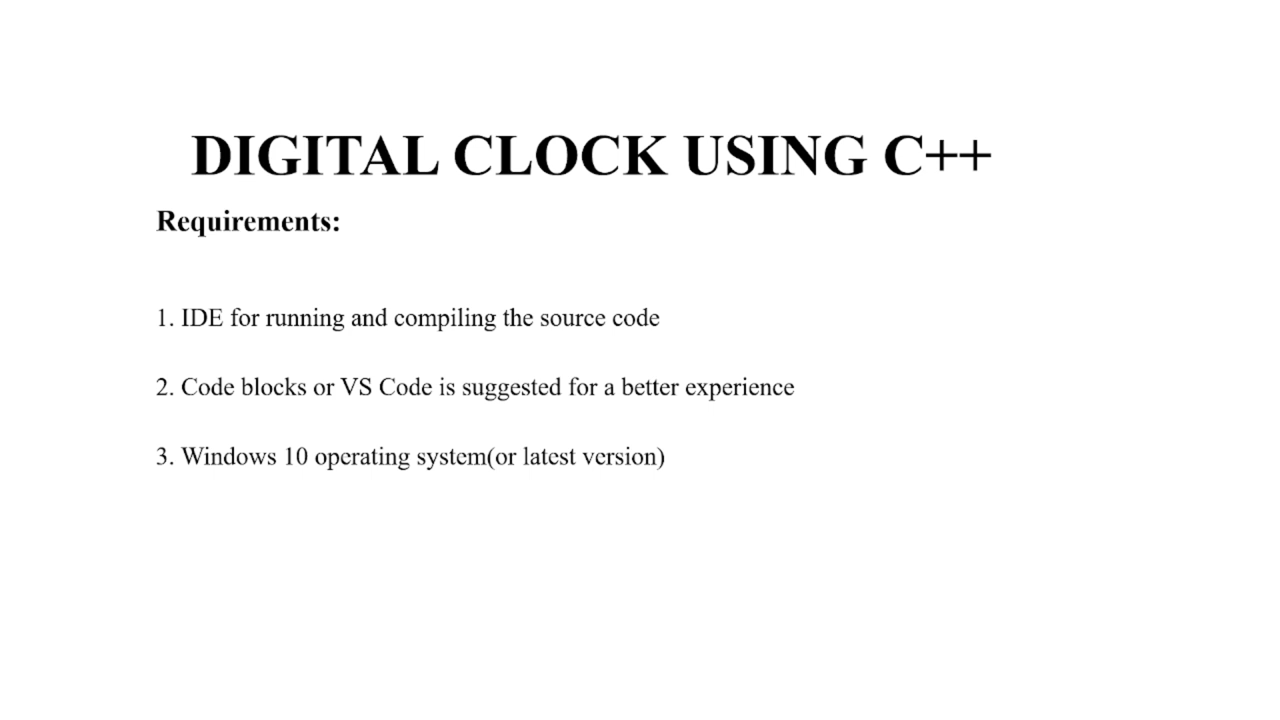 DIGITAL CLOCK USING C++
Requirements:
1. IDE for running and compiling the source code
2. Code blocks or VS Code is suggested for a better experience
3. Windows 10 operating system(or latest version)